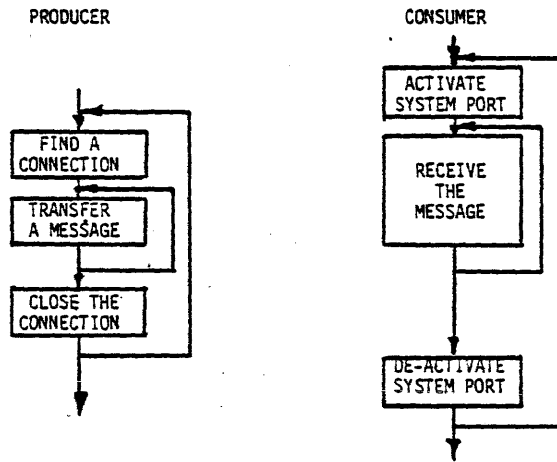 PRODUCER
FIND A
CONNECTION
TRANSFER
A MESSAGE
CLOSE THE
CONNECTION
CONSUMER
ACTIVATE
SYSTEM PORT
RECEIVE
THE
MESSAGE
DE-ACTIVATE
SYSTEM PORT